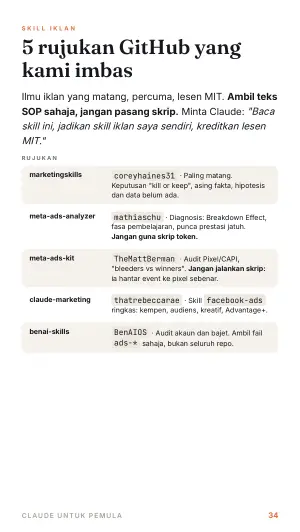 SKILL IKLAN
5 rujukan GitHub yang
kami imbas
Ilmu iklan yang matang, percuma, lesen MIT. Ambil teks
SOP sahaja, jangan pasang skrip. Minta Claude: "Baca
skill ini, jadikan skill iklan saya sendiri, kreditkan lesen
MIT."
RUJUKAN
marketingskills
coreyhaines31 · Paling matang.
Keputusan "kill or keep", asing fakta, hipotesis
dan data belum ada.
meta-ads-analyzer
mathiaschu · Diagnosis: Breakdown Effect,
fasa pembelajaran, punca prestasi jatuh.
Jangan guna skrip token.
meta-ads-kit
TheMattBerman · Audit Pixel/CAPI,
"bleeders vs winners". Jangan jalankan skrip:
ia hantar event ke pixel sebenar.
claude-marketing
thatrebeccarae · Skill facebook-ads
ringkas: kempen, audiens, kreatif, Advantage+.
benai-skills
BenAIOS · Audit akaun dan bajet. Ambil fail
ads-* sahaja, bukan seluruh repo.
CLAUDE UNTUK PEMULA
34